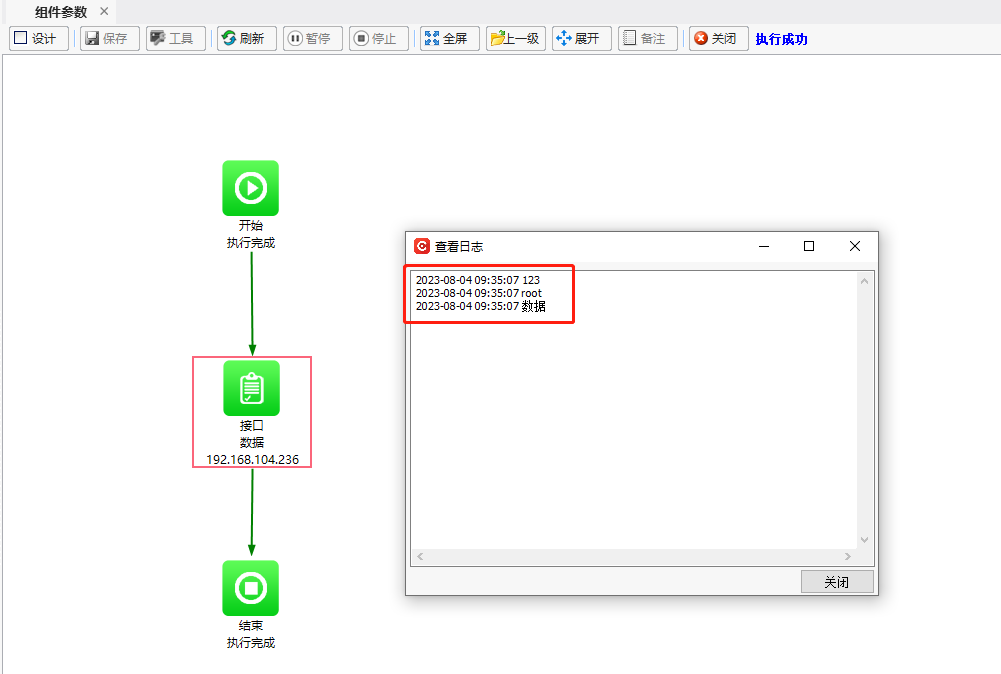 组件参数
设计 保存 工具 刷新 暂停 停止 全屏 上一级 展开 备注 关闭 执行成功
开始
执行完成
接口
数据
192.168.104.236
结束
执行完成
查看日志
2023-08-04 09:35:07 123
2023-08-04 09:35:07 root
2023-08-04 09:35:07 数据
关闭